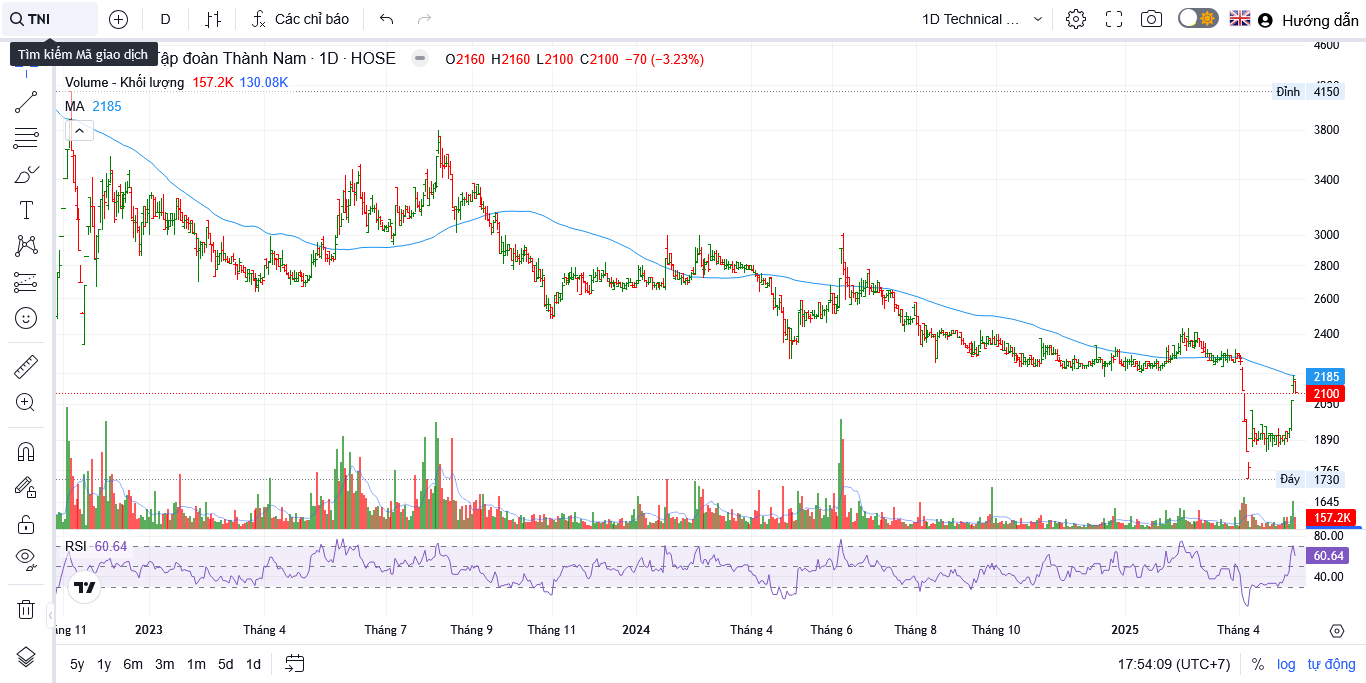 TNI D Các chỉ báo 1D Technical ... Hướng dẫn
Tìm kiếm Mã giao dịch
Tập đoàn Thành Nam · 1D · HOSE O2160 H2160 L2100 C2100 −70 (−3.23%)
Volume - Khối lượng 157.2K 130.08K
MA 2185
4600
Đỉnh 4150
3800
3400
3000
2800
2600
2400
2185
2100
2050
1890
1765
Đáy 1730
1645
157.2K
80.00
RSI 60.64
60.64
40.00
ng 11 2023 Tháng 4 Tháng 7 Tháng 9 Tháng 11 2024 Tháng 4 Tháng 6 Tháng 8 Tháng 10 2025 Tháng 4
5y 1y 6m 3m 1m 5d 1d 17:54:09 (UTC+7) % log tự động